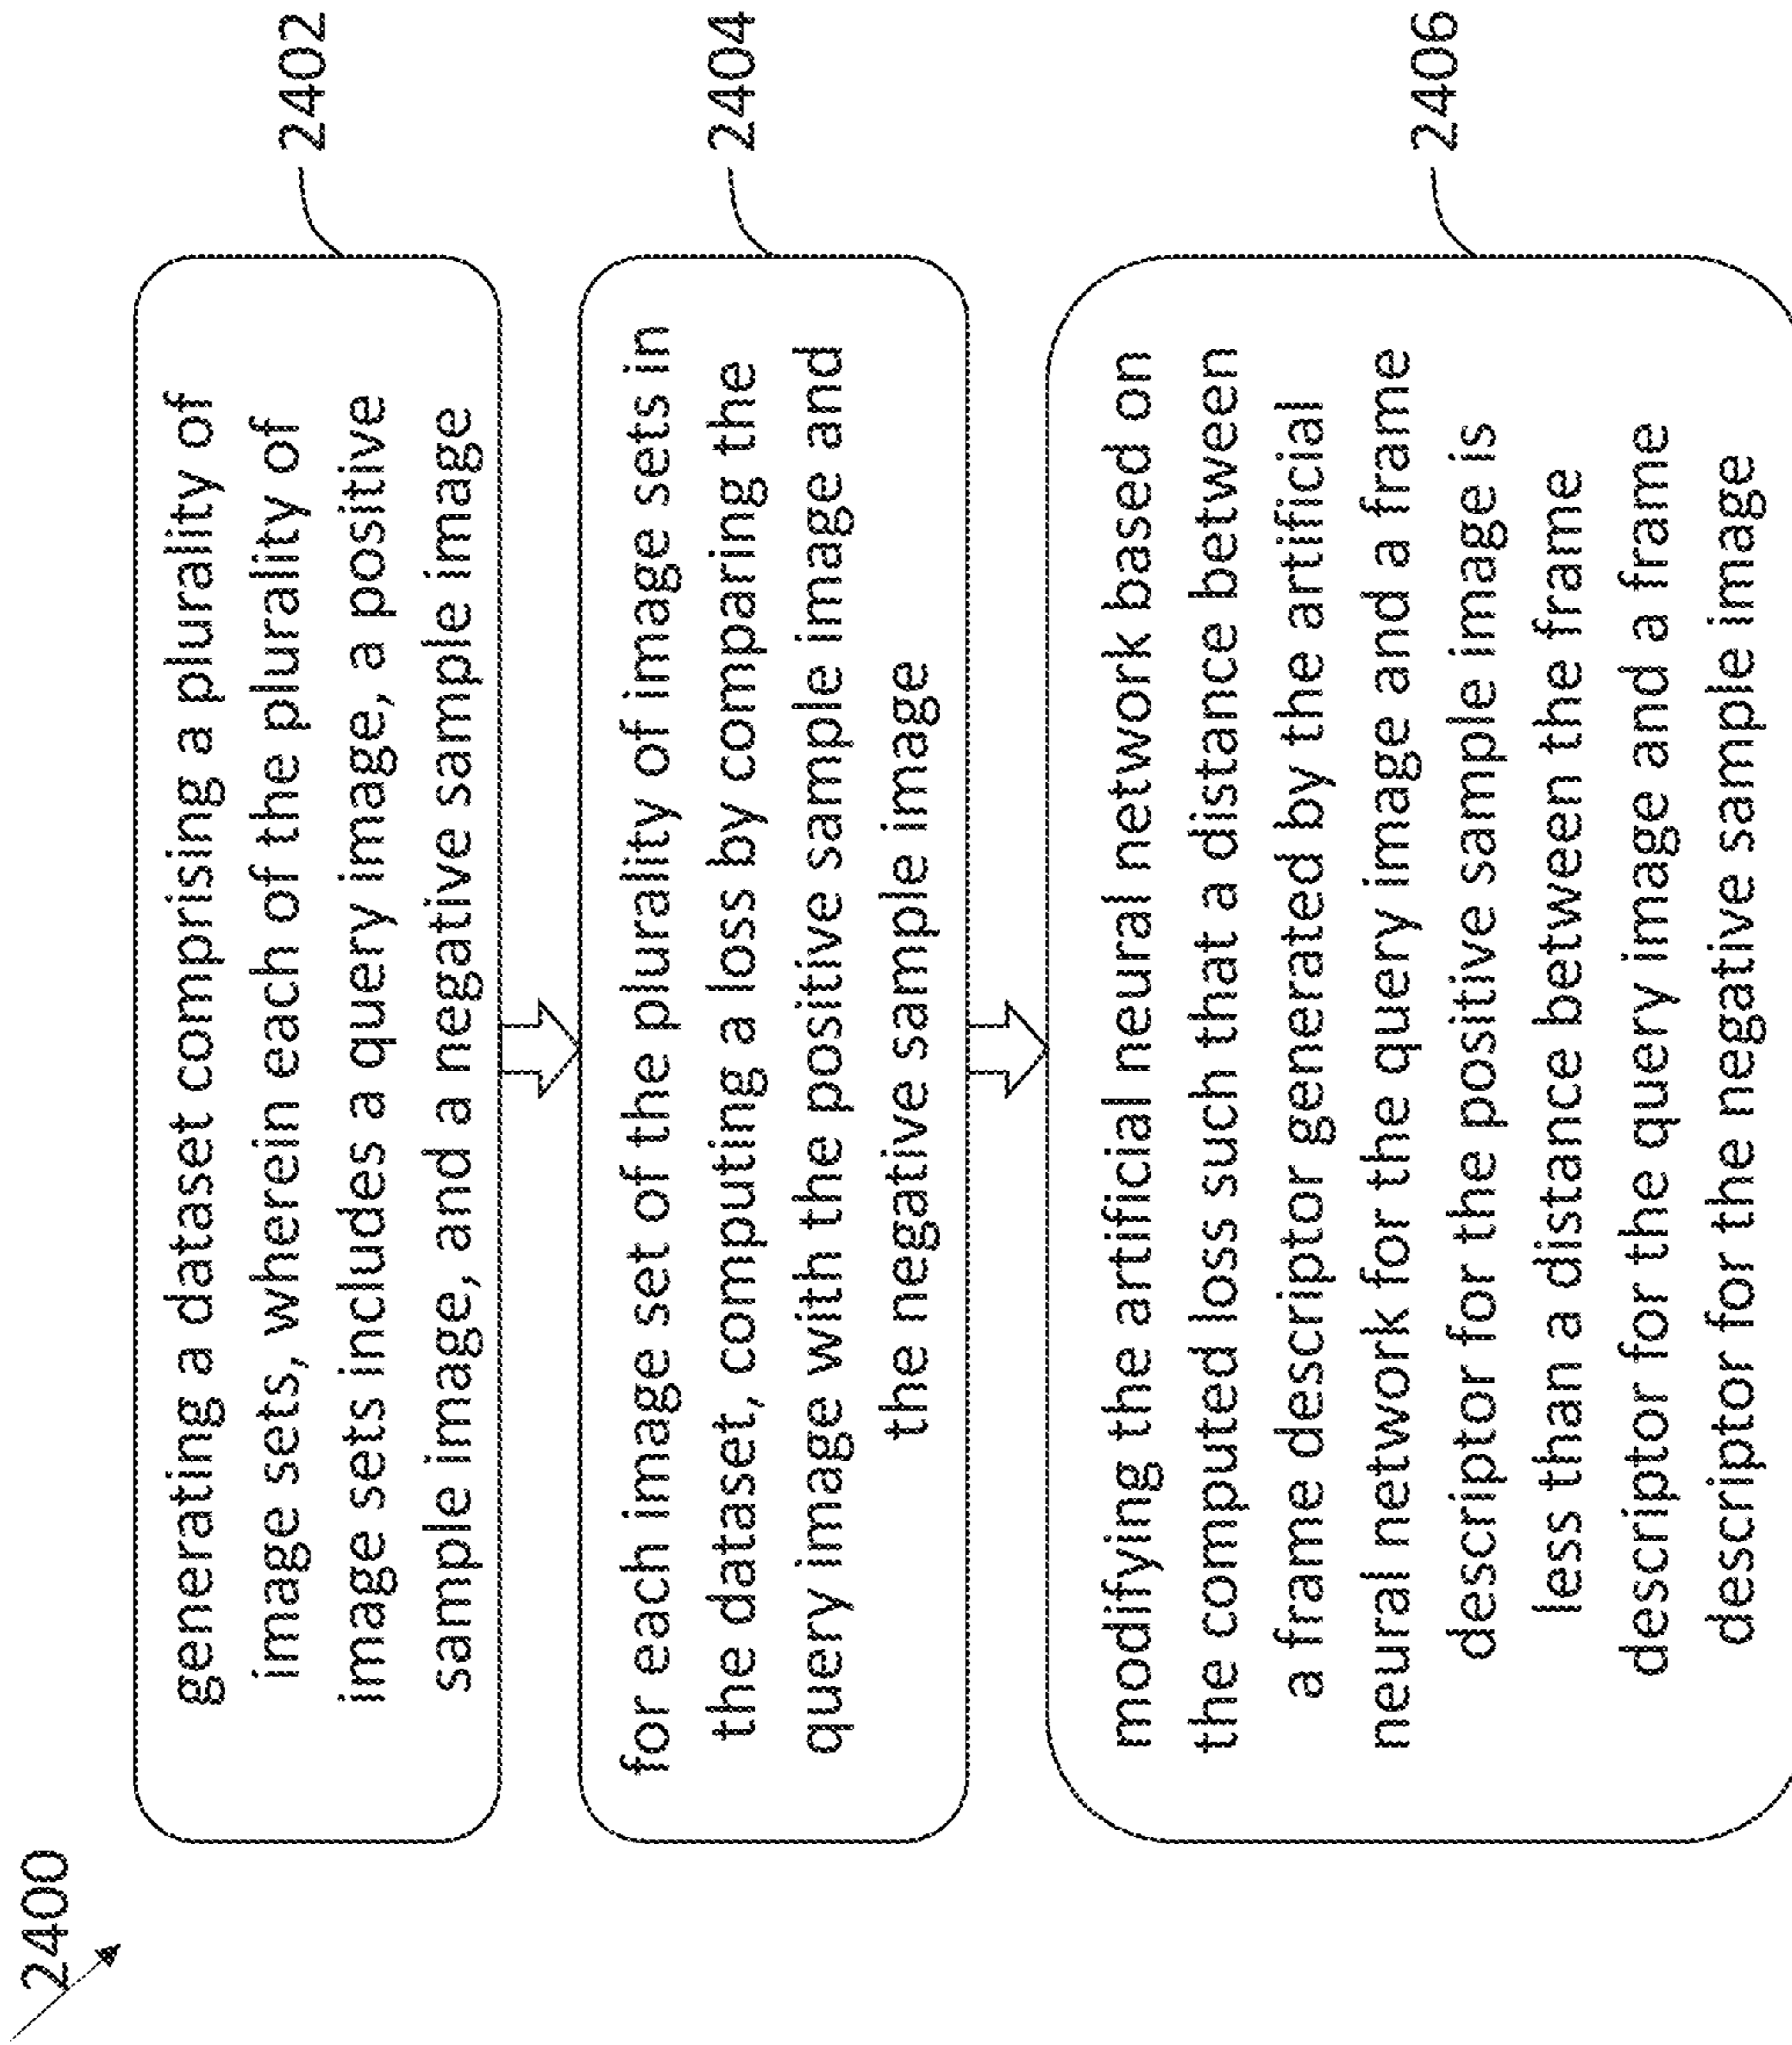 2400
generating a dataset comprising a plurality of
image sets, wherein each of the plurality of
image sets includes a query image, a positive
sample image, and a negative sample image
2402
for each image set of the plurality of image sets in
the dataset, computing a loss by comparing the
query image with the positive sample image and
the negative sample image
2404
modifying the artificial neural network based on
the computed loss such that a distance between
a frame descriptor generated by the artificial
neural network for the query image and a frame
descriptor for the positive sample image is
less than a distance between the frame
descriptor for the query image and a frame
descriptor for the negative sample image
2406